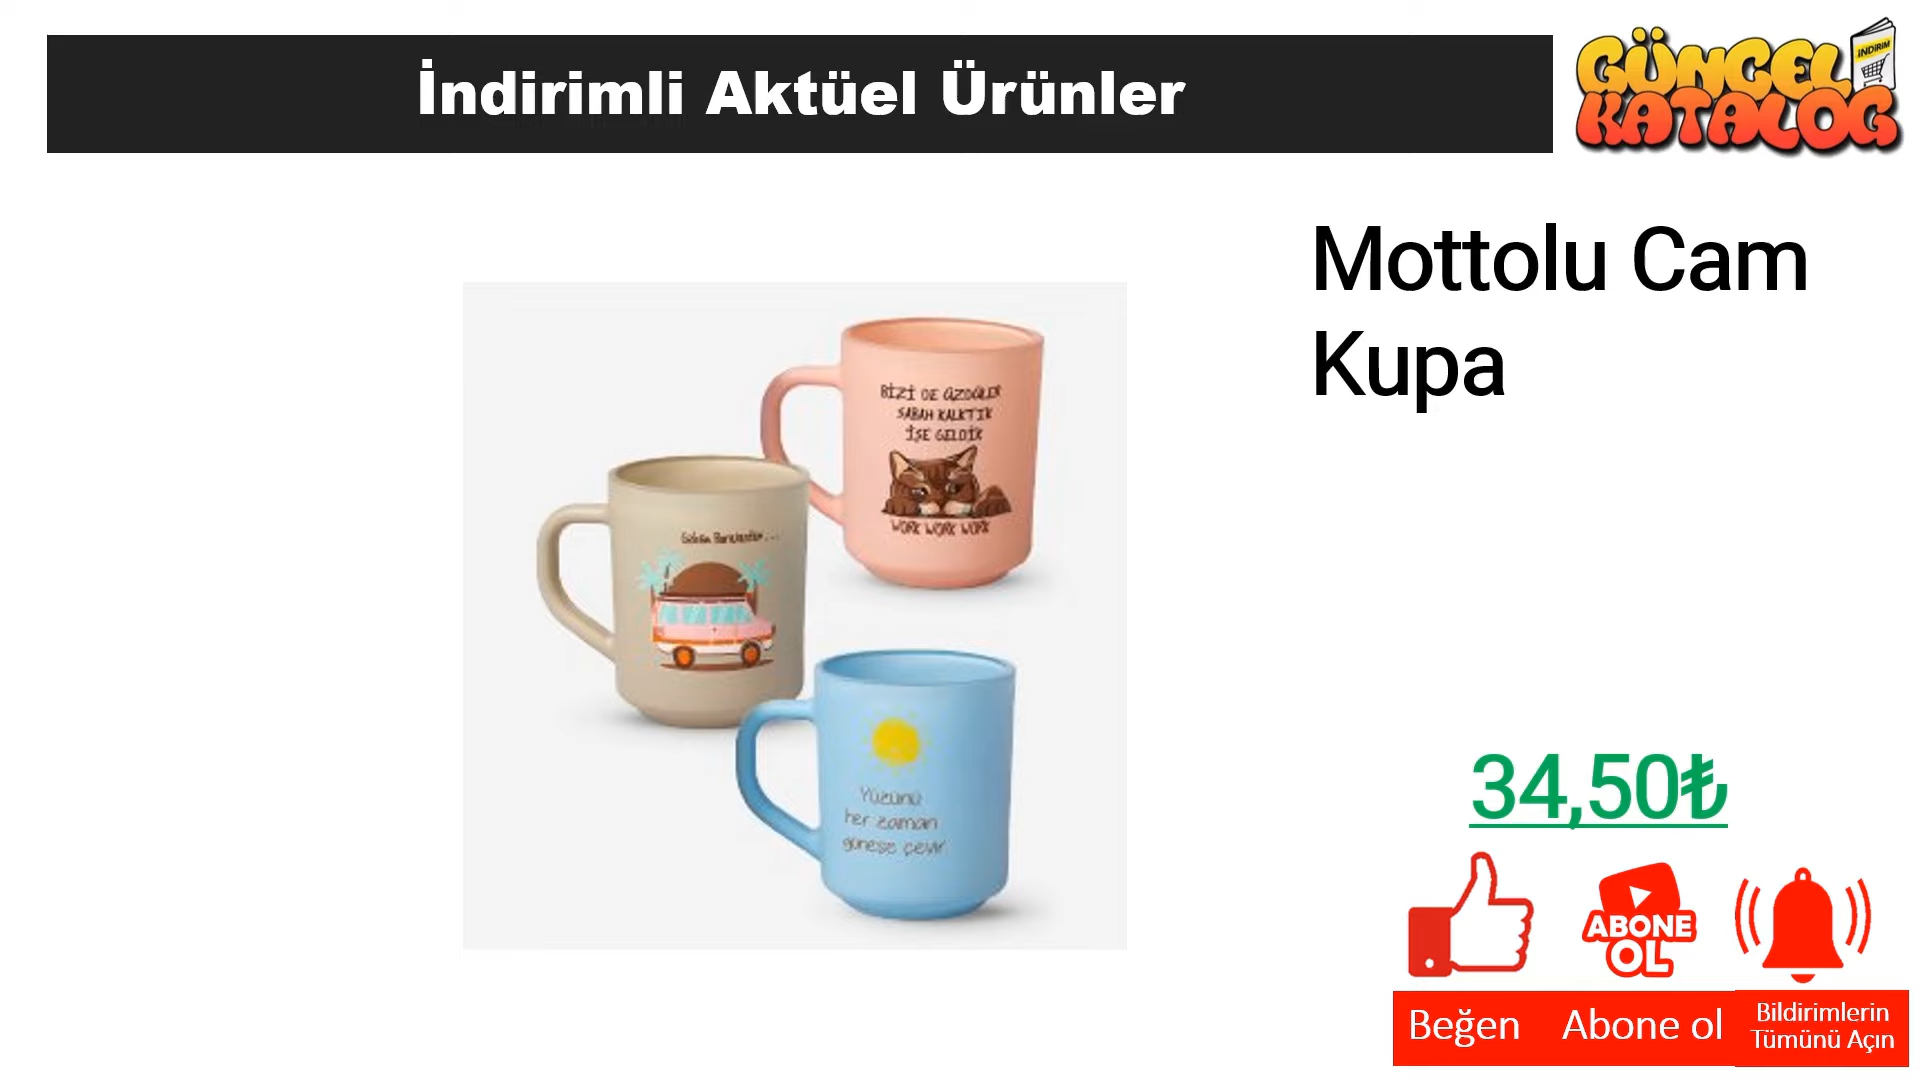 İndirimli Aktüel Ürünler
GÜNCEL
KATALOG
İNDİRİM
Mottolu Cam
Kupa
BİZİ DE ÜZDÜLER
SABAH KALKTIK
İŞE GELDİK
WORK WORK WORK
Yüzünü
her zaman
güneşe çevir
34,50₺
ABONE
OL
Beğen
Abone ol
Bildirimlerin
Tümünü Açın